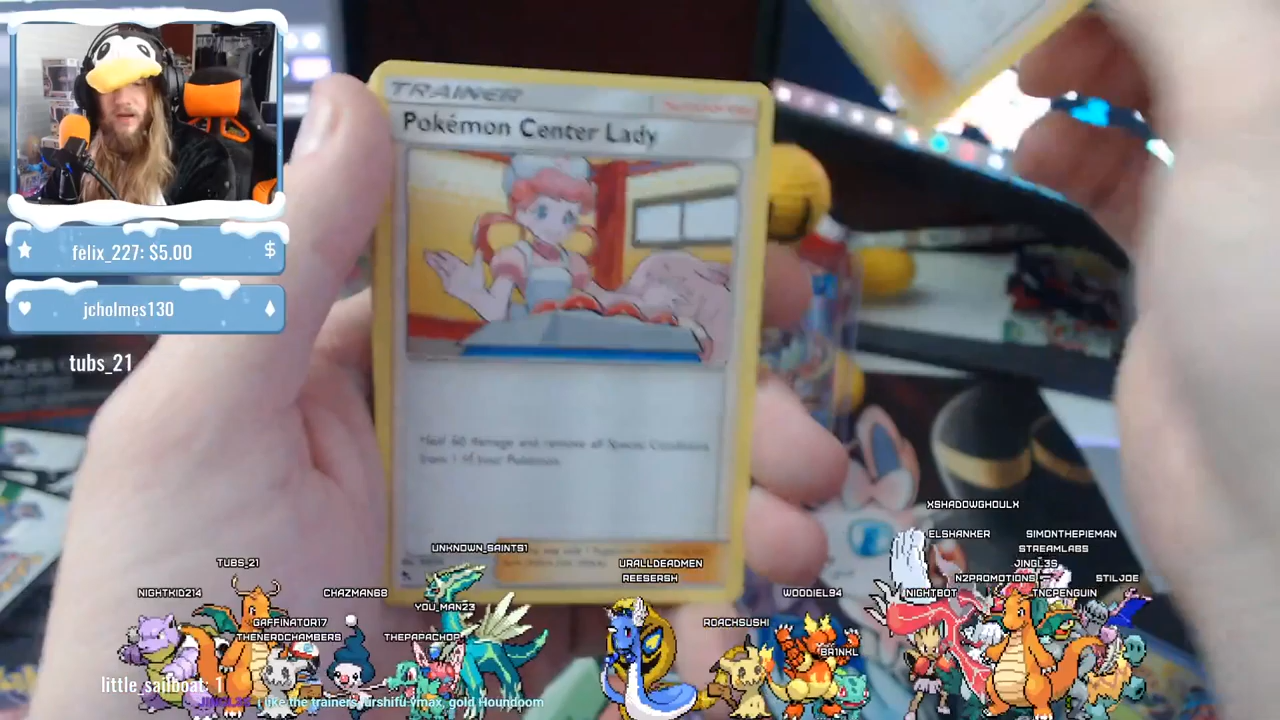 TRAINER
Pokémon Center Lady
Heal 60 damage and remove all Special Conditions
from 1 of your Pokémon.
felix_227: $5.00
$
jcholmes130
tubs_21
XSHADOWGHOULX
ELSHANKER
SIMONTHEPIEMAN
STREAMLABS
UNKNOWN_SAINTS1
TUBS_21
URALLDEADMEN
JINGL3S
REESERSH
NZPROMOTIONS
STILJOE
NIGHTKID214
CHAZMAN68
WOODIEL94
NIGHTBOT
TNCPENGUIN
YOU_MAN23
GAFFINATOR17
ROACHSUSHI
THENERDCHAMBERS
THEPAPACHOP
BR1NKL
little_sailboat: 1
i like the trainers urshifu vmax, gold Houndoom